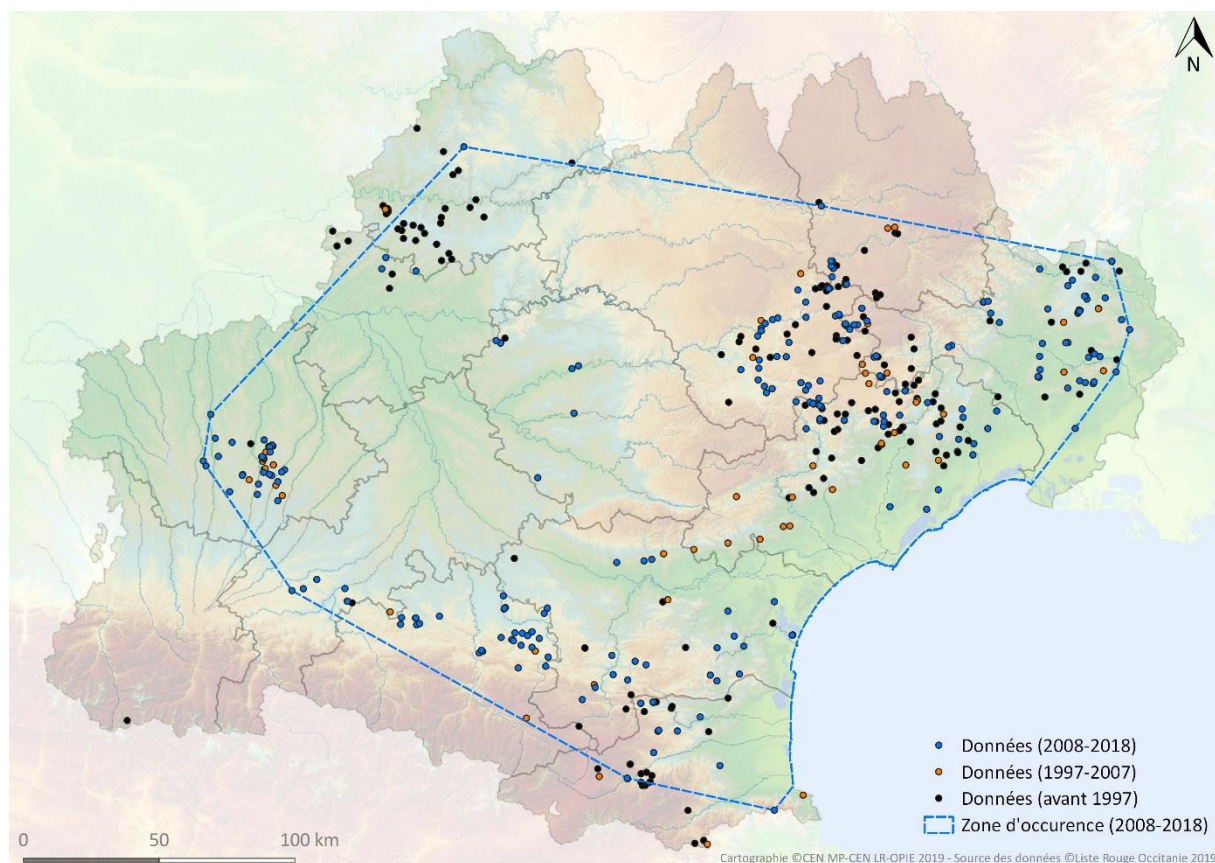 N
Données (2008-2018)
Données (1997-2007)
Données (avant 1997)
Zone d'occurence (2008-2018)
0 50 100 km
Cartographie ©CEN MP-CEN LR-OPIE 2019 - Source des données ©Liste Rouge Occitanie 2018